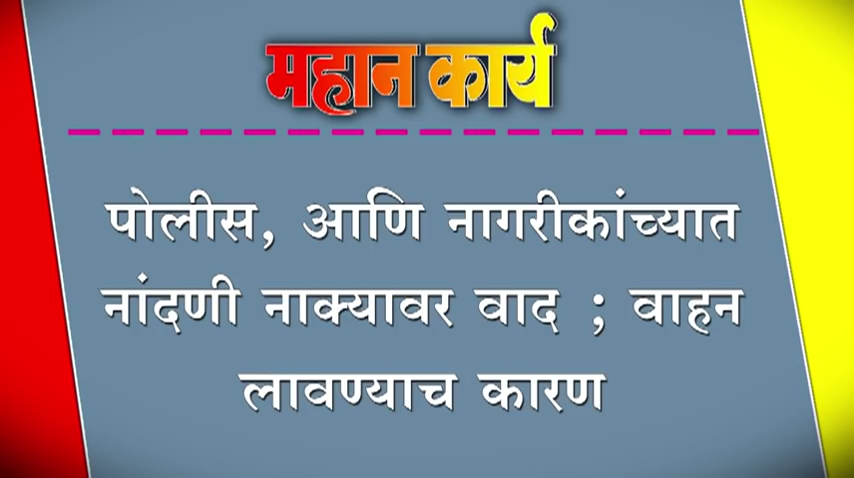 महान कार्य
पोलीस, आणि नागरीकांच्यात
नांदणी नाक्यावर वाद ; वाहन
लावण्याच कारण